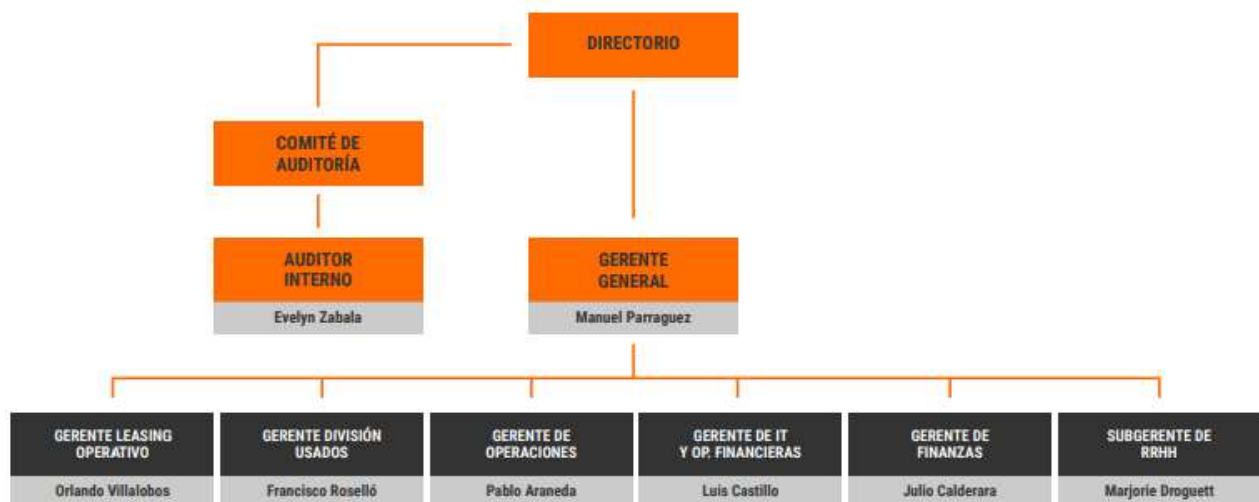 DIRECTORIO
COMITÉ DE
AUDITORÍA
AUDITOR
INTERNO
Evelyn Zabala
GERENTE
GENERAL
Manuel Parraguez
GERENTE LEASING
OPERATIVO
Orlando Villalobos
GERENTE DIVISIÓN
USADOS
Francisco Roselló
GERENTE DE
OPERACIONES
Pablo Araneda
GERENTE DE IT
Y OP. FINANCIERAS
Luis Castillo
GERENTE DE
FINANZAS
Julio Calderara
SUBGERENTE DE
RRHH
Marjorie Droguett